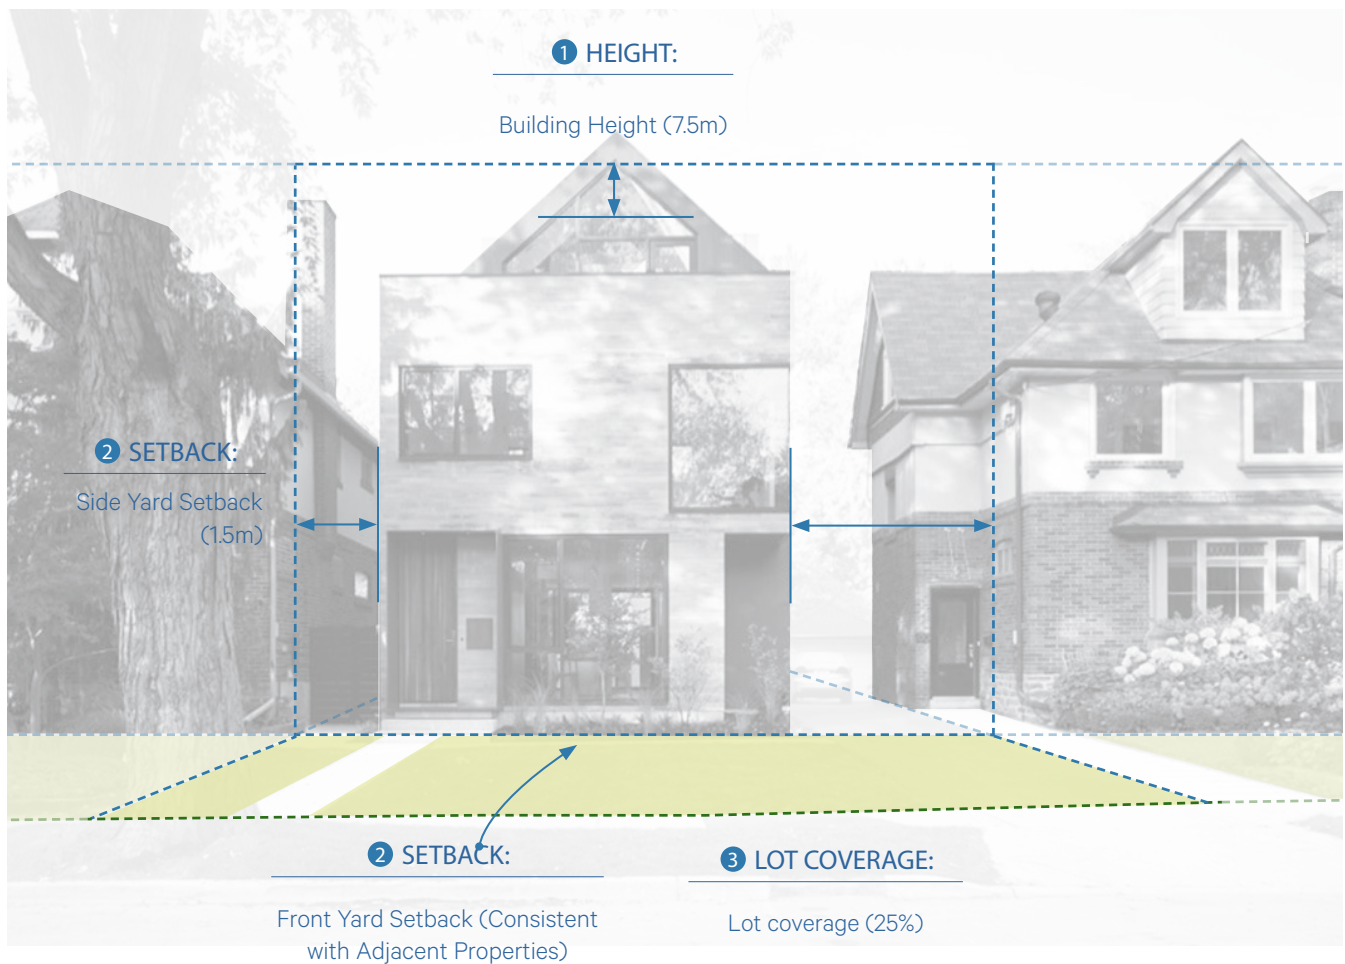 1 HEIGHT:
Building Height (7.5m)
2 SETBACK:
Side Yard Setback
(1.5m)
2 SETBACK:
Front Yard Setback (Consistent
with Adjacent Properties)
3 LOT COVERAGE:
Lot coverage (25%)